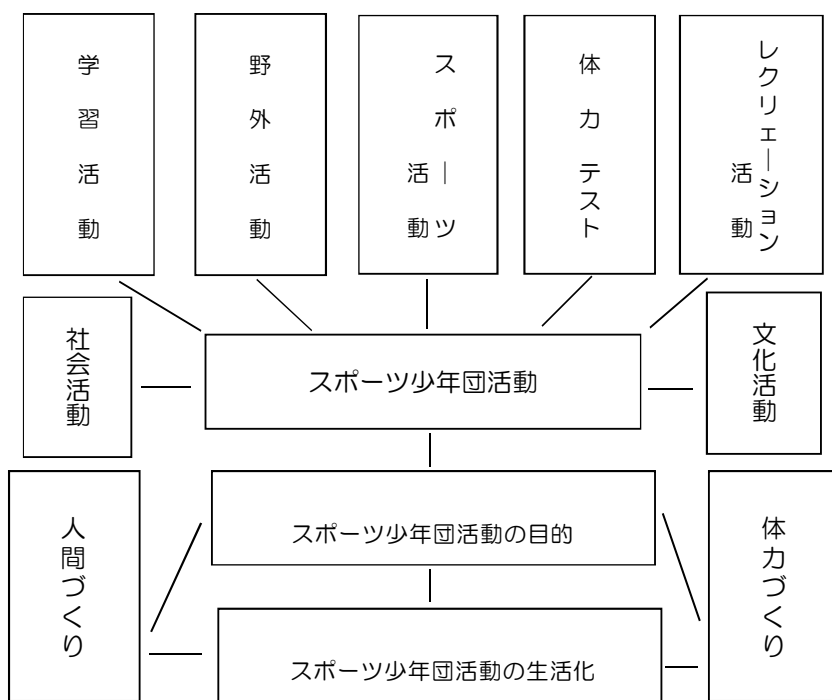 学習活動
野外活動
スポーツ
活動
体力テスト
レクリェーション
活動
社会活動
スポーツ少年団活動
文化活動
人間づくり
スポーツ少年団活動の目的
体力づくり
スポーツ少年団活動の生活化